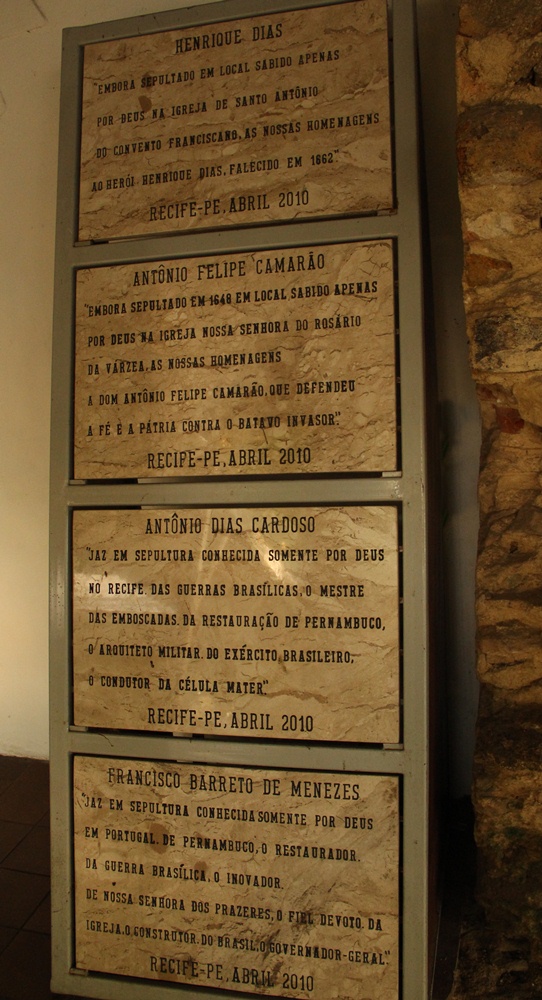 HENRIQUE DIAS
"EMBORA SEPULTADO EM LOCAL SABIDO APENAS
POR DEUS NA IGREJA DE SANTO ANTÔNIO
DO CONVENTO FRANCISCANO, AS NOSSAS HOMENAGENS
AO HERÓI HENRIQUE DIAS, FALECIDO EM 1662"
RECIFE-PE, ABRIL 2010
ANTÔNIO FELIPE CAMARÃO
"EMBORA SEPULTADO EM 1648 EM LOCAL SABIDO APENAS
POR DEUS NA IGREJA NOSSA SENHORA DO ROSÁRIO
DA VÁRZEA, AS NOSSAS HOMENAGENS
A DOM ANTÔNIO FELIPE CAMARÃO, QUE DEFENDEU
A FÉ E A PÁTRIA CONTRA O BATAVO INVASOR".
RECIFE-PE, ABRIL 2010
ANTÔNIO DIAS CARDOSO
"JAZ EM SEPULTURA CONHECIDA SOMENTE POR DEUS
NO RECIFE. DAS GUERRAS BRASÍLICAS, O MESTRE
DAS EMBOSCADAS. DA RESTAURAÇÃO DE PERNAMBUCO,
O ARQUITETO MILITAR. DO EXÉRCITO BRASILEIRO,
O CONDUTOR DA CÉLULA MATER".
RECIFE-PE, ABRIL 2010
FRANCISCO BARRETO DE MENEZES
"JAZ EM SEPULTURA CONHECIDA SOMENTE POR DEUS
EM PORTUGAL. DE PERNAMBUCO, O RESTAURADOR.
DA GUERRA BRASÍLICA, O INOVADOR.
DE NOSSA SENHORA DOS PRAZERES, O FIEL DEVOTO. DA
IGREJA, O CONSTRUTOR. DO BRASIL, O GOVERNADOR-GERAL".
RECIFE-PE, ABRIL 2010